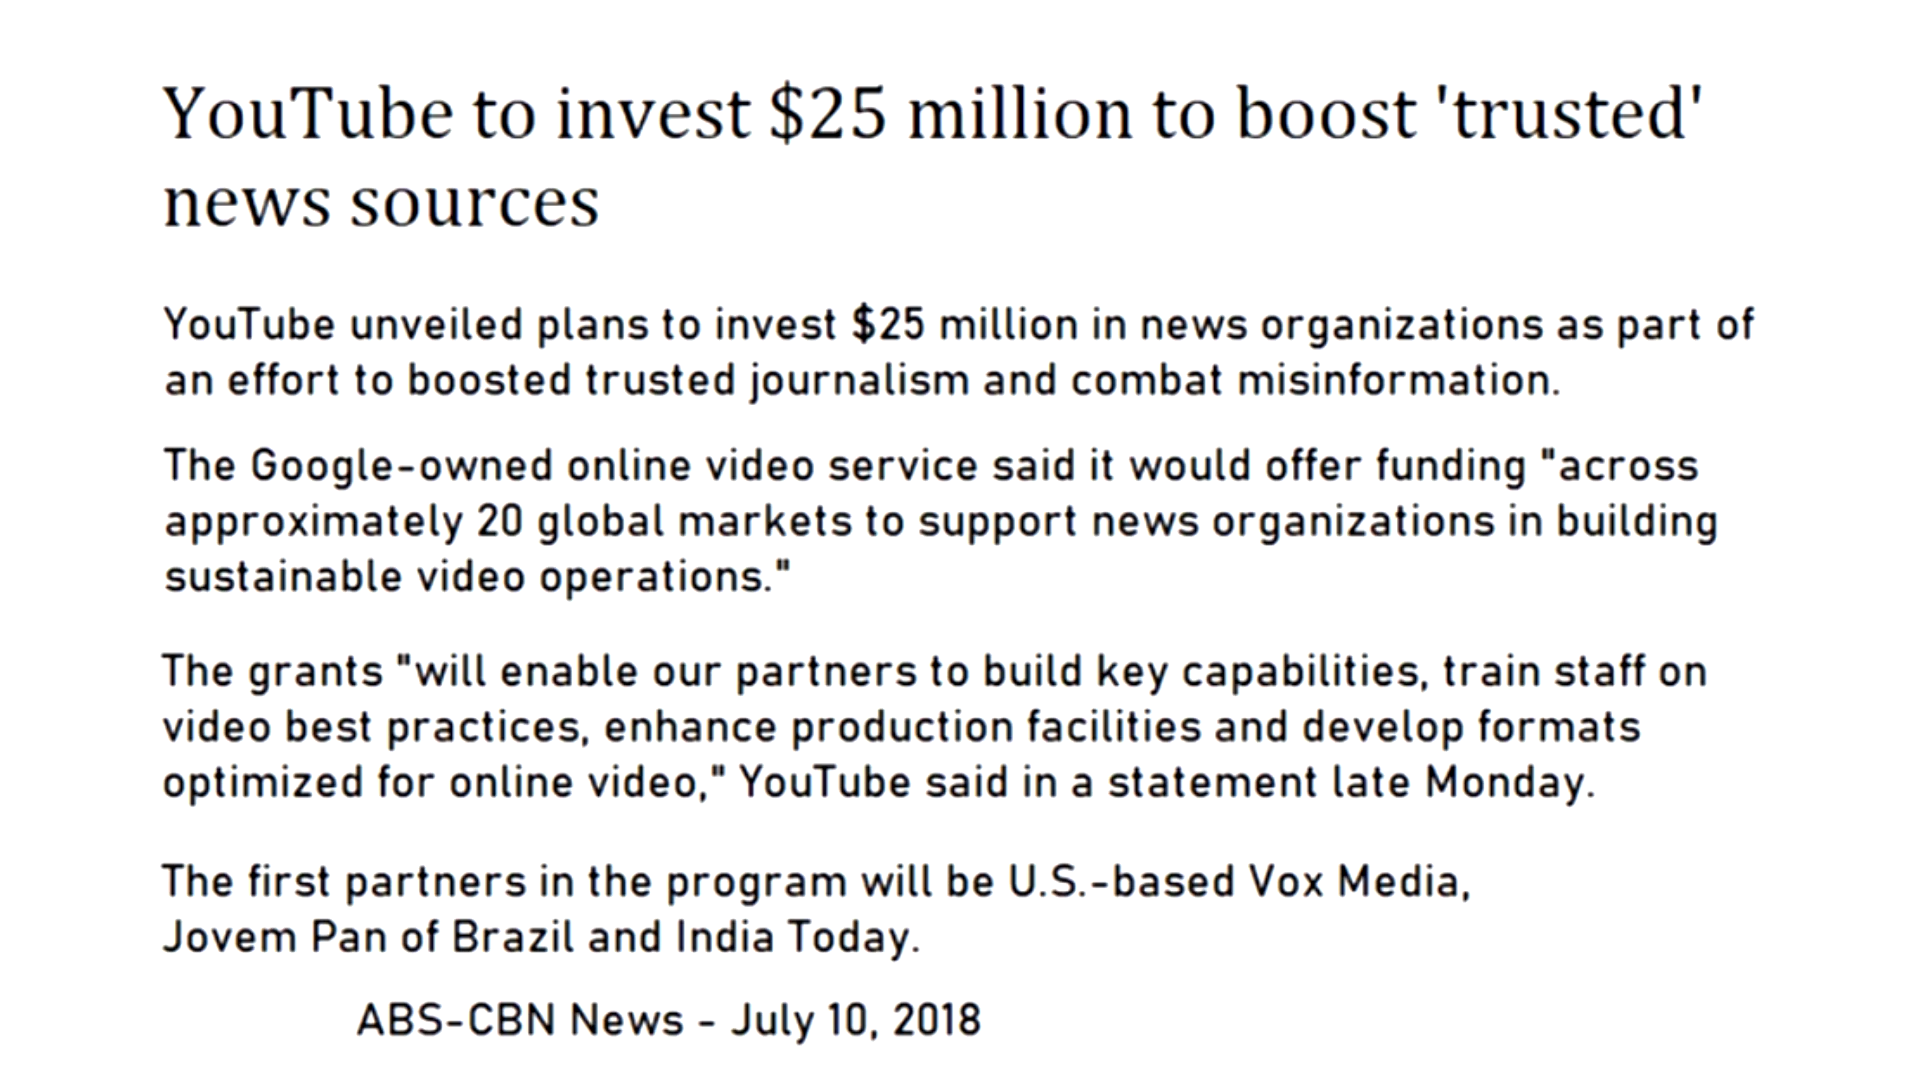 YouTube to invest $25 million to boost 'trusted'
news sources
YouTube unveiled plans to invest $25 million in news organizations as part of
an effort to boosted trusted journalism and combat misinformation.
The Google-owned online video service said it would offer funding "across
approximately 20 global markets to support news organizations in building
sustainable video operations."
The grants "will enable our partners to build key capabilities, train staff on
video best practices, enhance production facilities and develop formats
optimized for online video," YouTube said in a statement late Monday.
The first partners in the program will be U.S.-based Vox Media,
Jovem Pan of Brazil and India Today.
ABS-CBN News - July 10, 2018